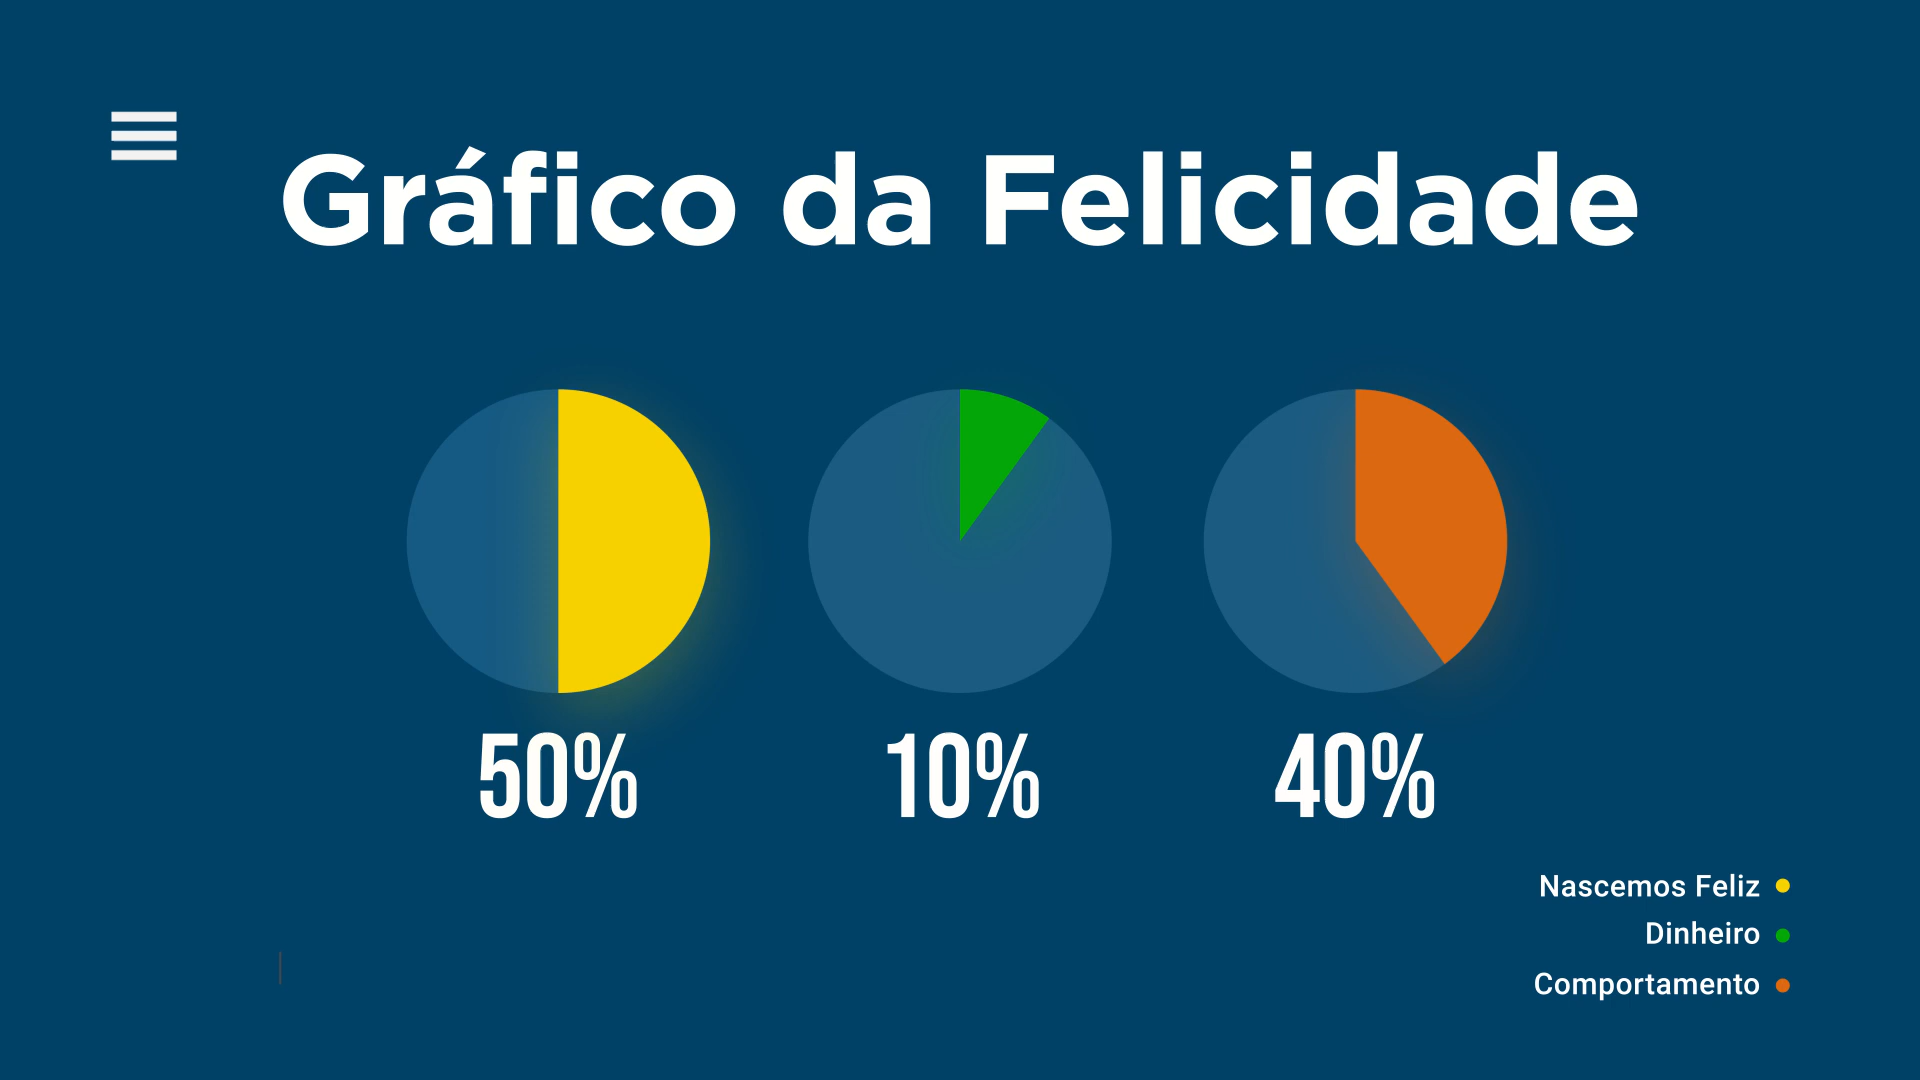 Gráfico da Felicidade
50% 10% 40%
Nascemos Feliz
Dinheiro
Comportamento